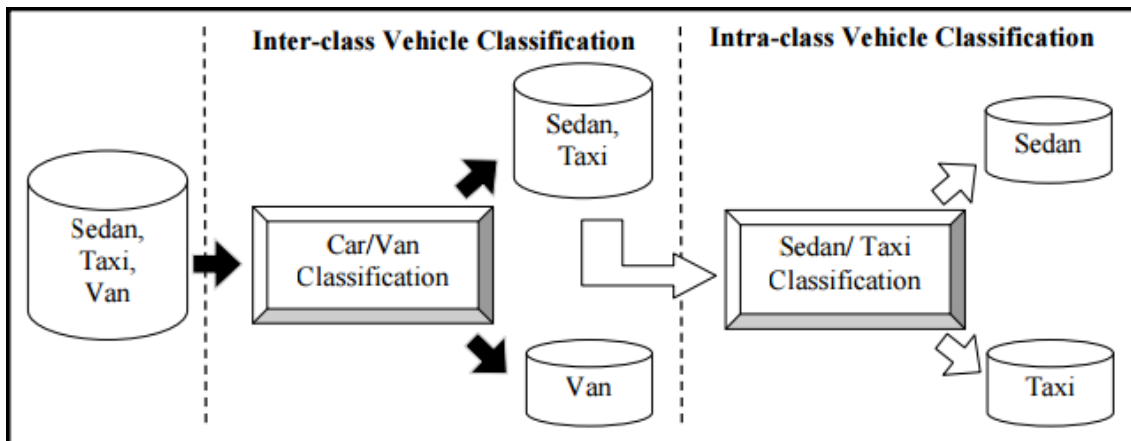 Inter-class Vehicle Classification
Intra-class Vehicle Classification
Sedan,
Taxi,
Van
Car/Van
Classification
Sedan,
Taxi
Van
Sedan/ Taxi
Classification
Sedan
Taxi